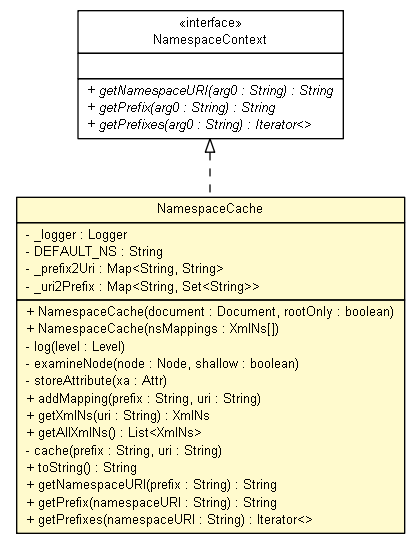 «interface»
NamespaceContext
+ getNamespaceURI(arg0 : String) : String
+ getPrefix(arg0 : String) : String
+ getPrefixes(arg0 : String) : Iterator<>
NamespaceCache
- _logger : Logger
- DEFAULT_NS : String
- _prefix2Uri : Map<String, String>
- _uri2Prefix : Map<String, Set<String>>
+ NamespaceCache(document : Document, rootOnly : boolean)
+ NamespaceCache(nsMappings : XmlNs[])
- log(level : Level)
- examineNode(node : Node, shallow : boolean)
- storeAttribute(xa : Attr)
+ addMapping(prefix : String, uri : String)
+ getXmlNs(uri : String) : XmlNs
+ getAllXmlNs() : List<XmlNs>
- cache(prefix : String, uri : String)
+ toString() : String
+ getNamespaceURI(prefix : String) : String
+ getPrefix(namespaceURI : String) : String
+ getPrefixes(namespaceURI : String) : Iterator<>